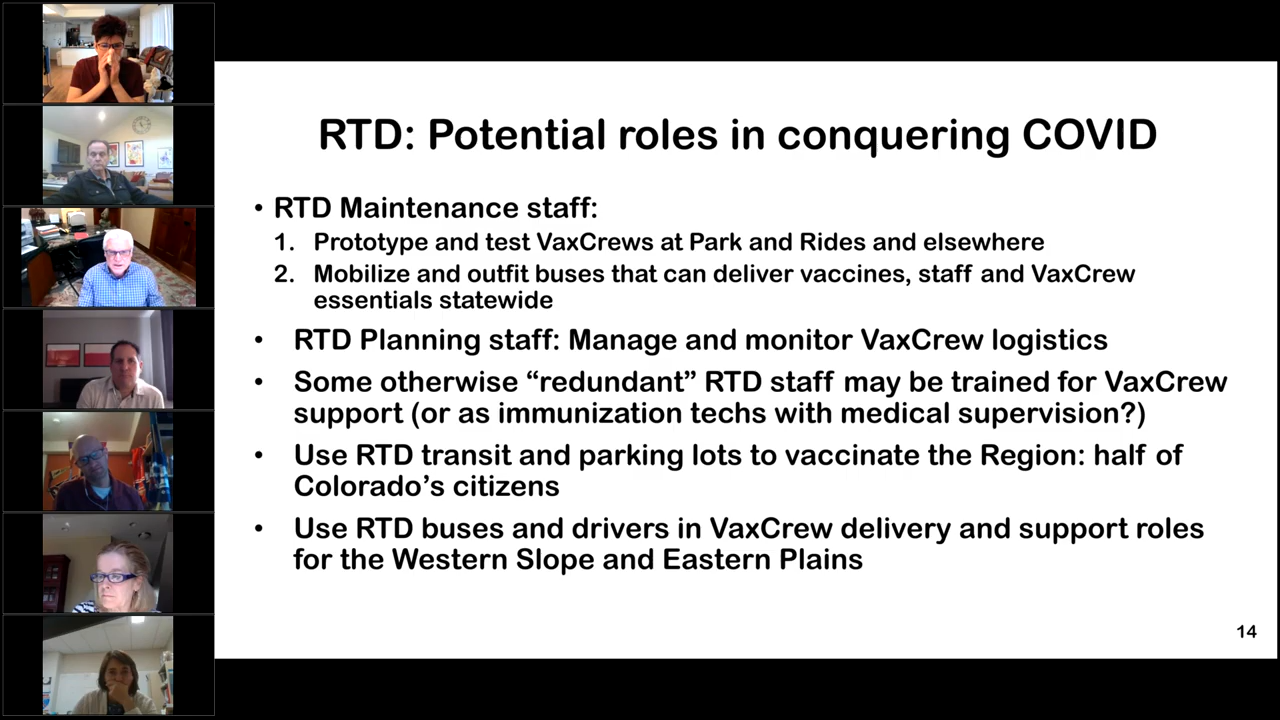 RTD: Potential roles in conquering COVID
• RTD Maintenance staff:
1. Prototype and test VaxCrews at Park and Rides and elsewhere
2. Mobilize and outfit buses that can deliver vaccines, staff and VaxCrew
essentials statewide
• RTD Planning staff: Manage and monitor VaxCrew logistics
• Some otherwise “redundant” RTD staff may be trained for VaxCrew
support (or as immunization techs with medical supervision?)
• Use RTD transit and parking lots to vaccinate the Region: half of
Colorado’s citizens
• Use RTD buses and drivers in VaxCrew delivery and support roles
for the Western Slope and Eastern Plains
14